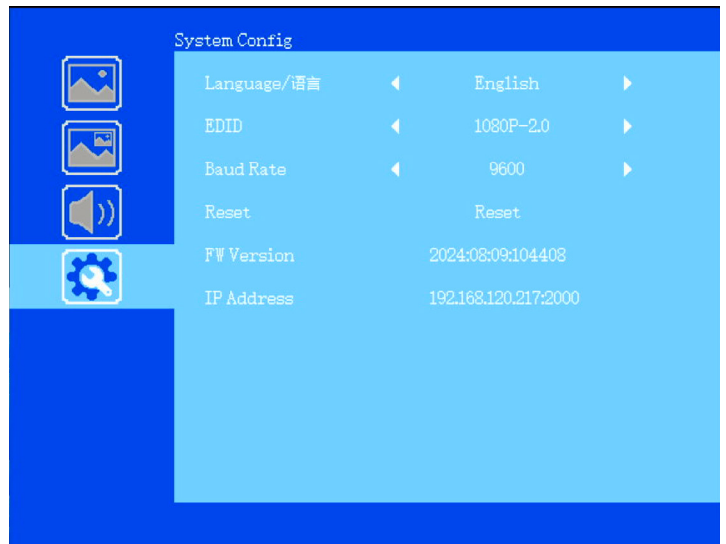 System Config
Language/语言 English
EDID 1080P-2.0
Baud Rate 9600
Reset Reset
FW Version 2024:08:09:104408
IP Address 192.168.120.217:2000